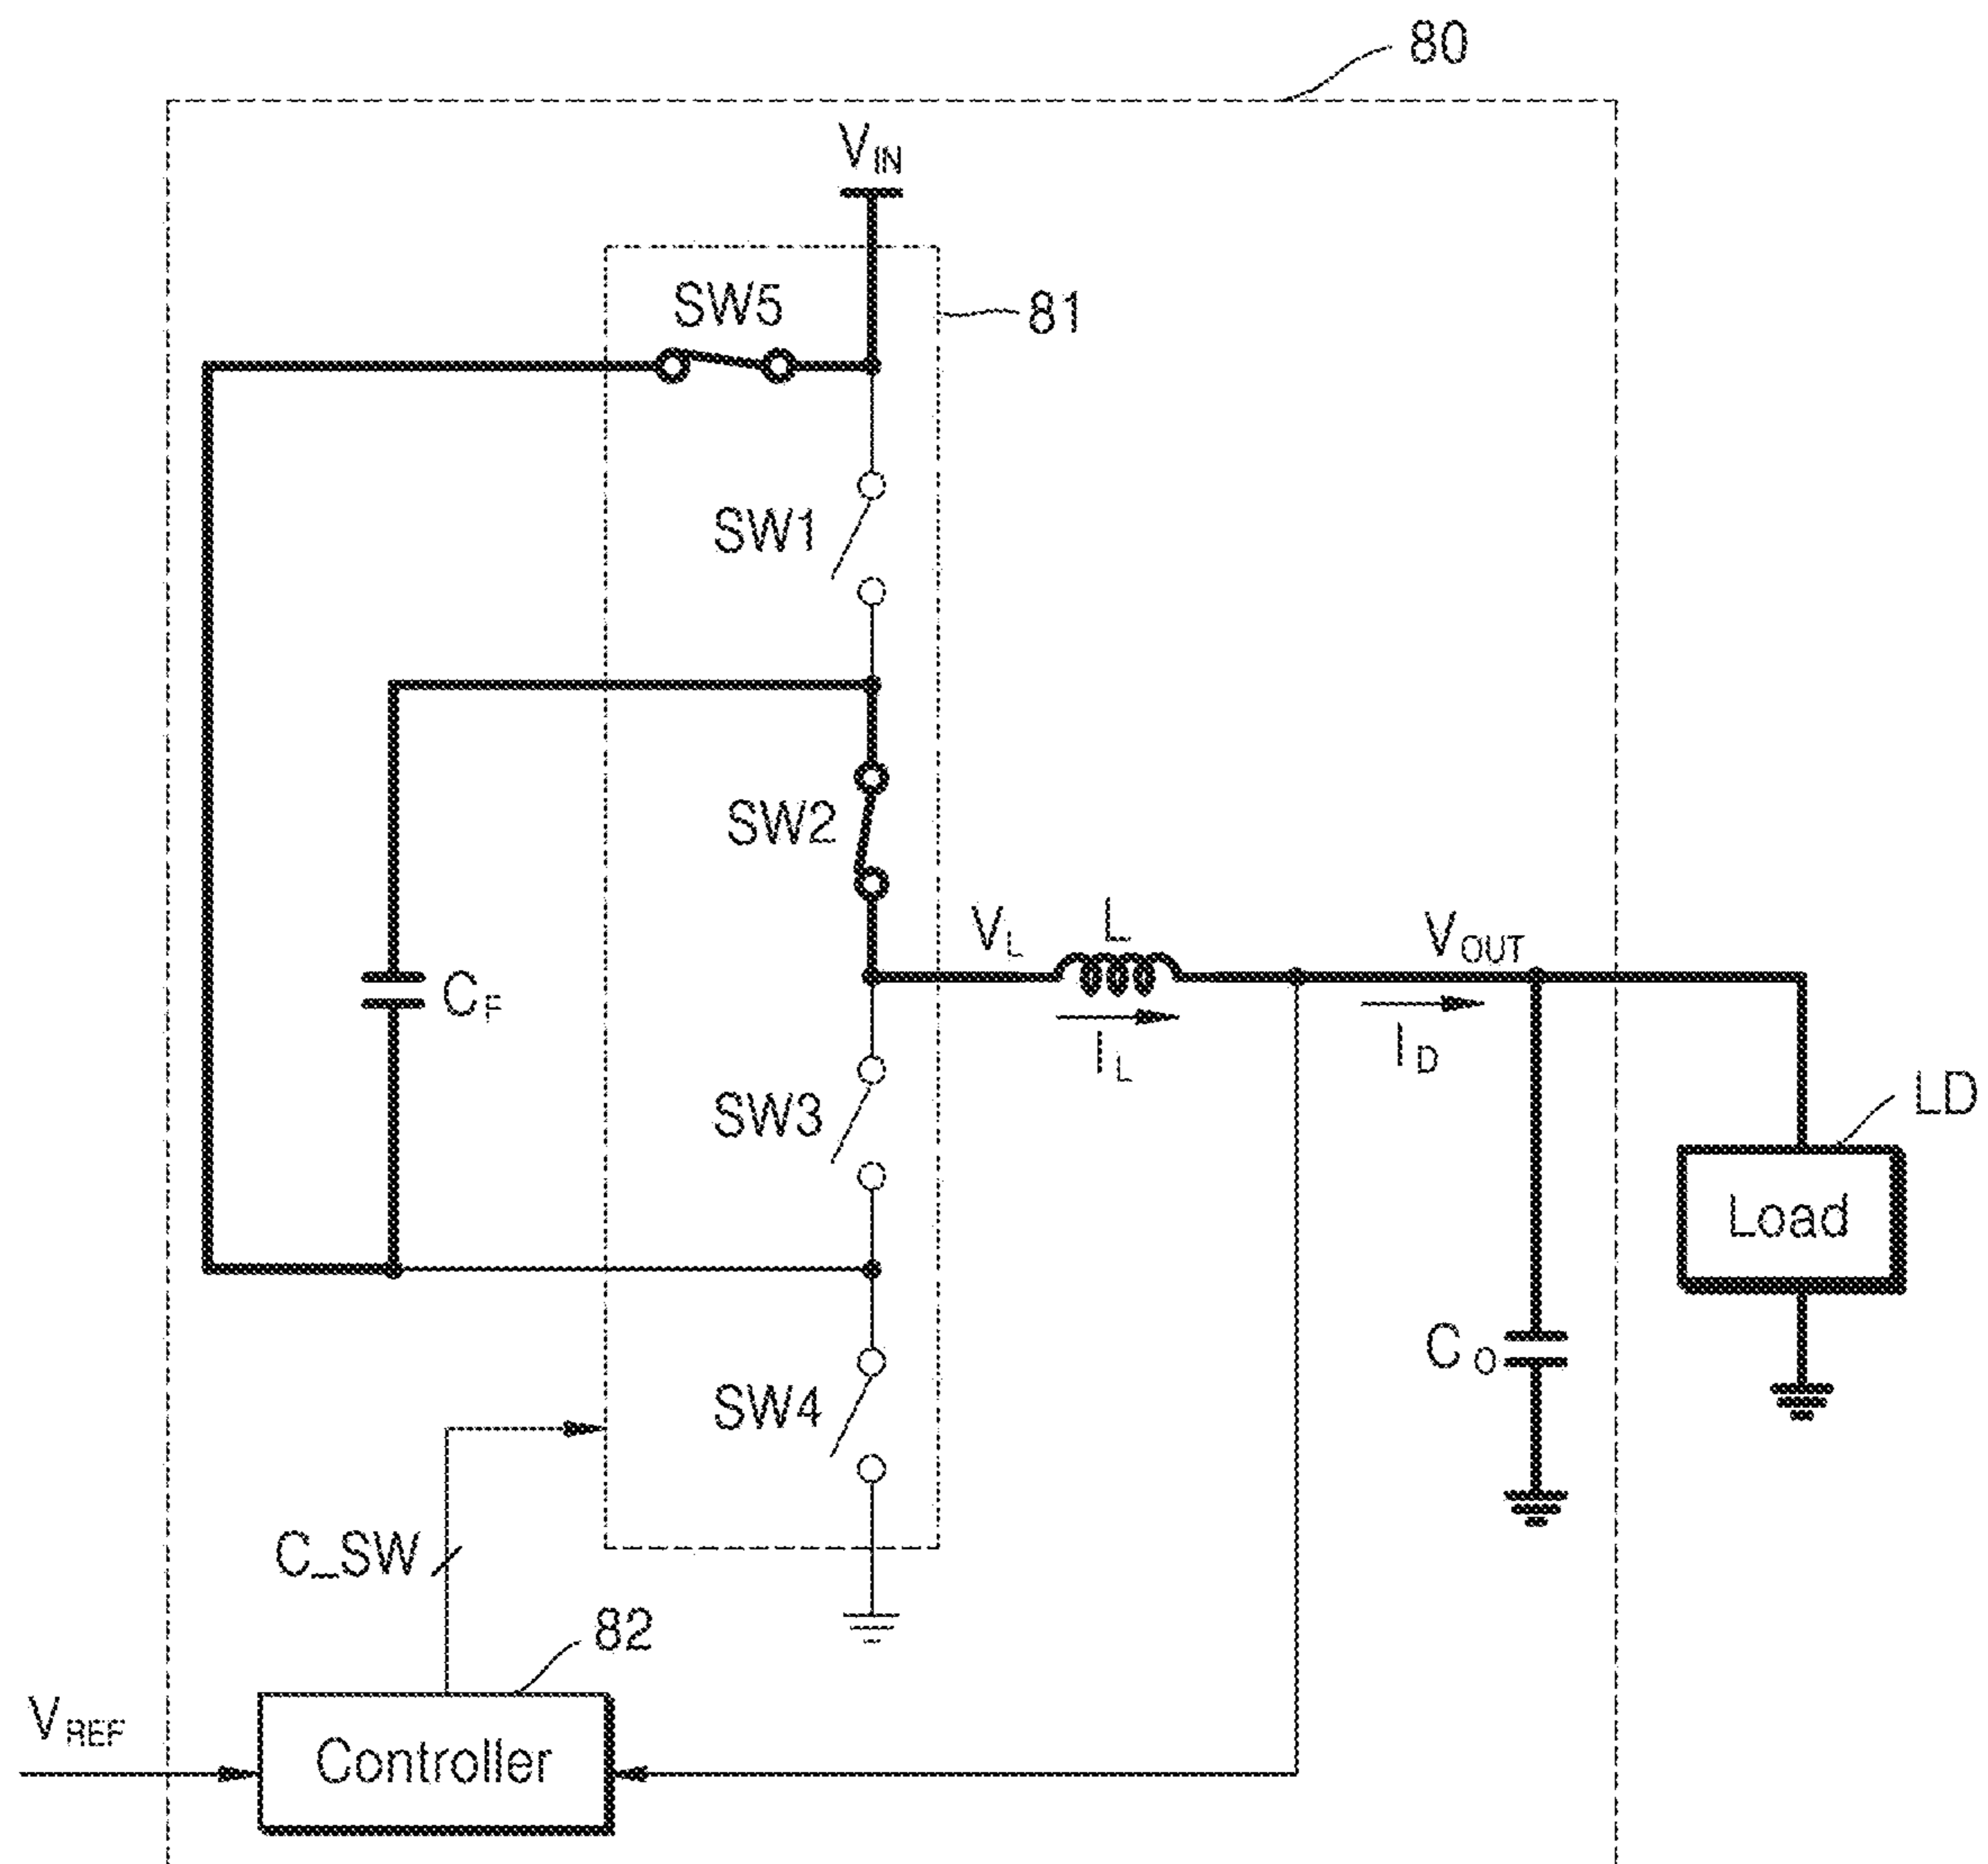 80
VIN
SW5
81
SW1
SW2
VL
L
VOUT
CF
IL
ID
SW3
LD
Load
CO
SW4
C_SW
82
VREF
Controller